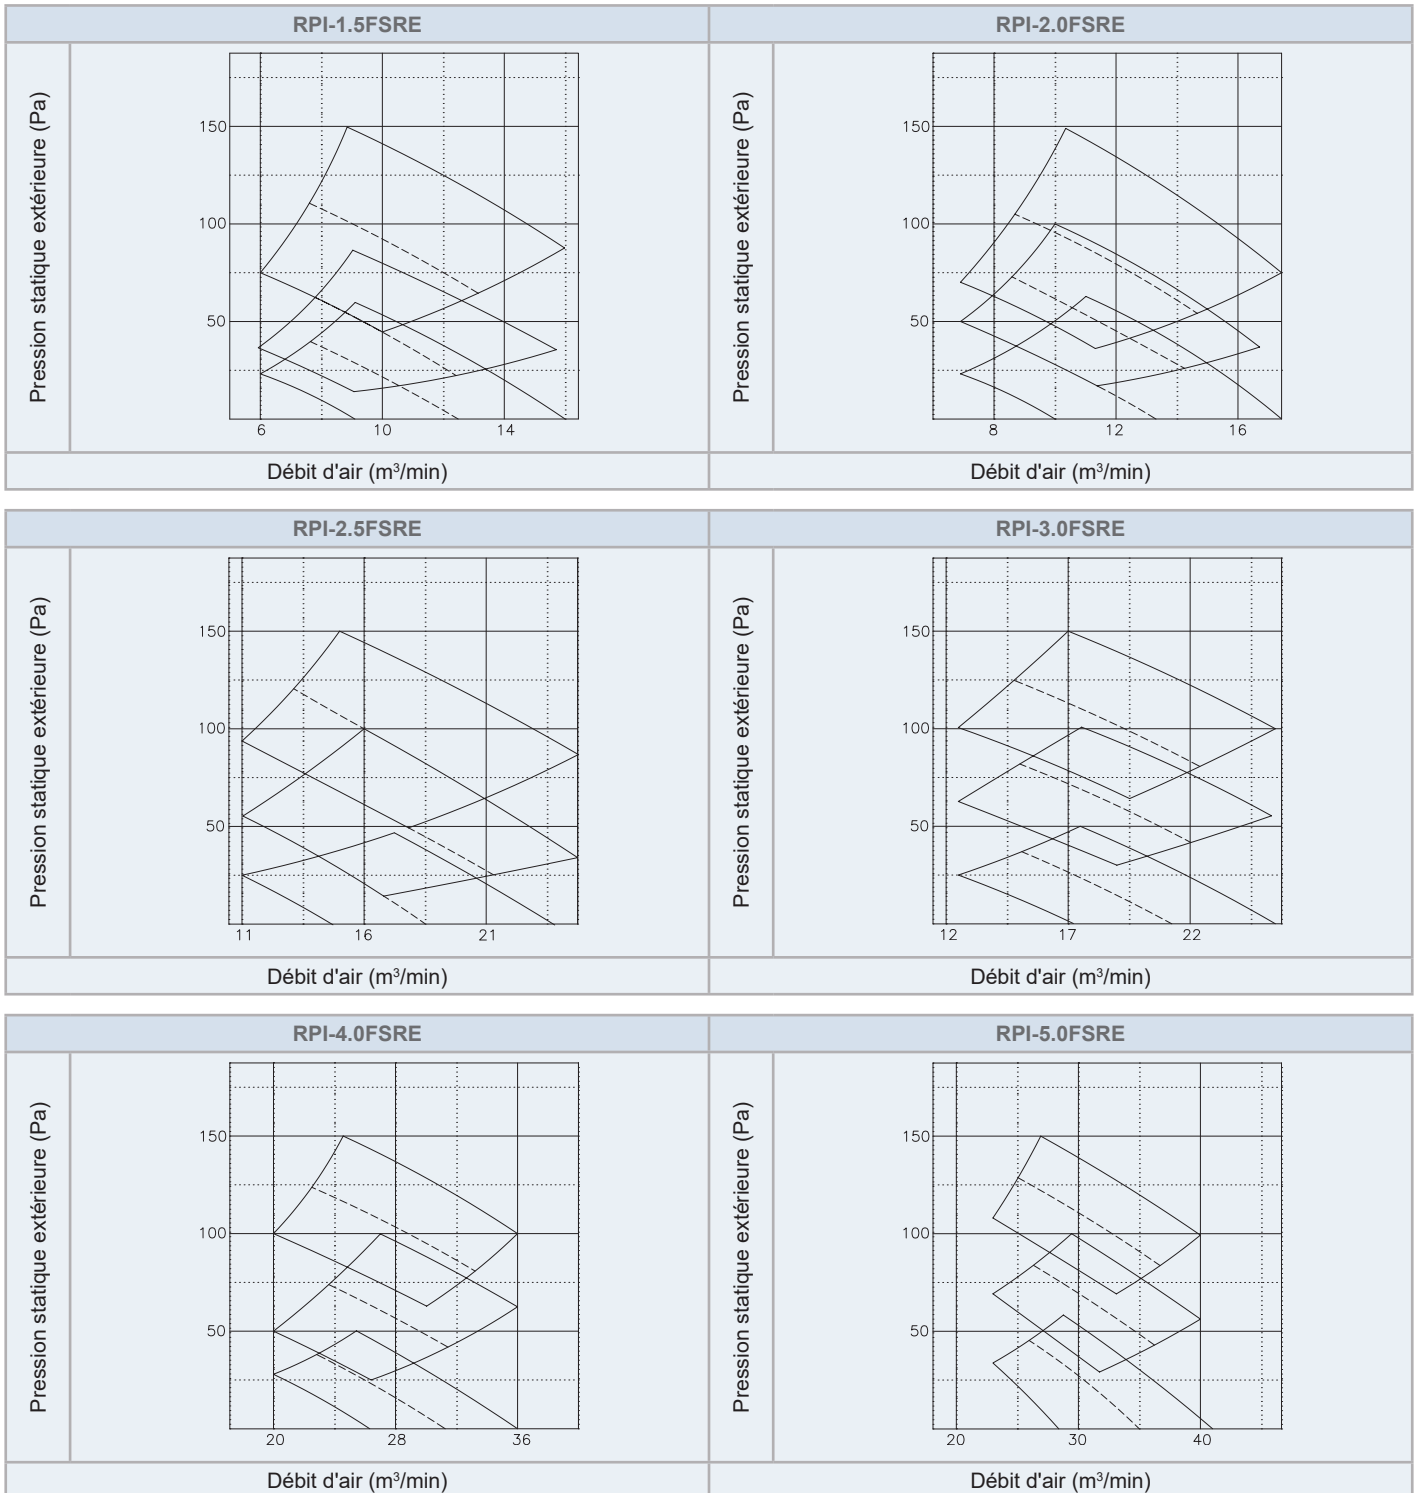 RPI-1.5FSRE
RPI-2.0FSRE
Pression statique extérieure (Pa)
150
100
50
6 10 14
Pression statique extérieure (Pa)
150
100
50
8 12 16
Débit d'air (m³/min)
Débit d'air (m³/min)
RPI-2.5FSRE
RPI-3.0FSRE
Pression statique extérieure (Pa)
150
100
50
11 16 21
Pression statique extérieure (Pa)
150
100
50
12 17 22
Débit d'air (m³/min)
Débit d'air (m³/min)
RPI-4.0FSRE
RPI-5.0FSRE
Pression statique extérieure (Pa)
150
100
50
20 28 36
Pression statique extérieure (Pa)
150
100
50
20 30 40
Débit d'air (m³/min)
Débit d'air (m³/min)